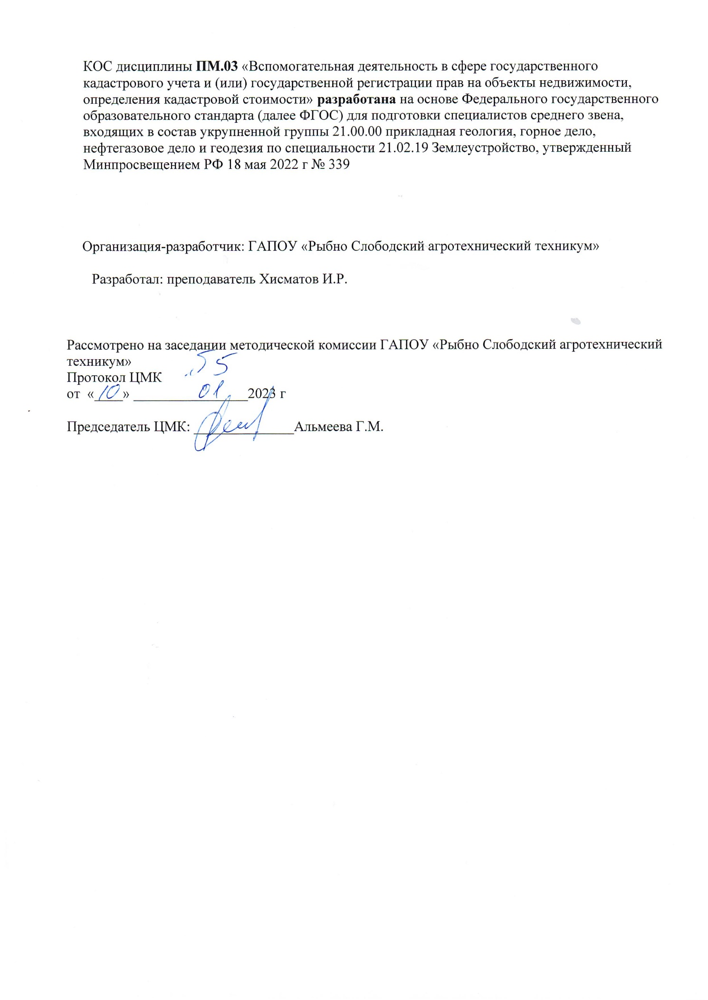 КОС дисциплины ПМ.03 «Вспомогательная деятельность в сфере государственного
кадастрового учета и (или) государственной регистрации прав на объекты недвижимости,
определения кадастровой стоимости» разработана на основе Федерального государственного
образовательного стандарта (далее ФГОС) для подготовки специалистов среднего звена,
входящих в состав укрупненной группы 21.00.00 прикладная геология, горное дело,
нефтегазовое дело и геодезия по специальности 21.02.19 Землеустройство, утвержденный
Минпросвещением РФ 18 мая 2022 г № 339
Организация-разработчик: ГАПОУ «Рыбно Слободский агротехнический техникум»
Разработал: преподаватель Хисматов И.Р.
Рассмотрено на заседании методической комиссии ГАПОУ «Рыбно Слободский агротехнический
техникум»
Протокол ЦМК
от «10» 01 2023 г
Председатель ЦМК: Альмеева Г.М.